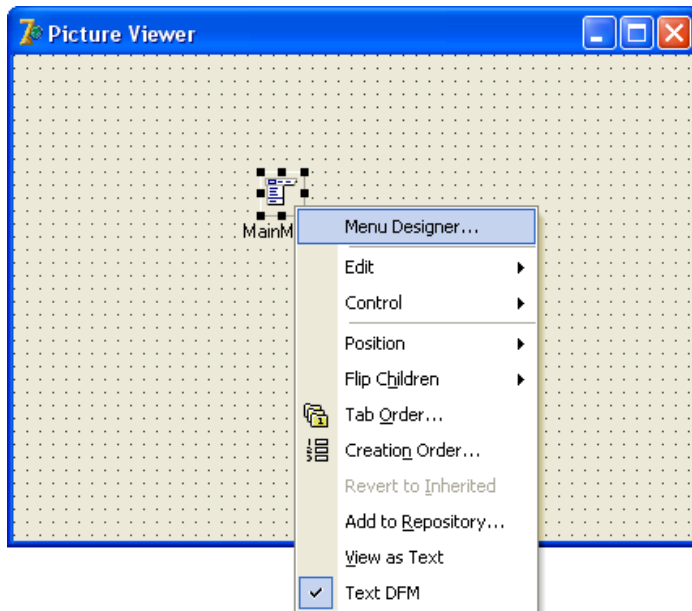 Picture Viewer
MainM
Menu Designer...
Edit
Control
Position
Flip Children
Tab Order...
Creation Order...
Revert to Inherited
Add to Repository...
View as Text
Text DFM